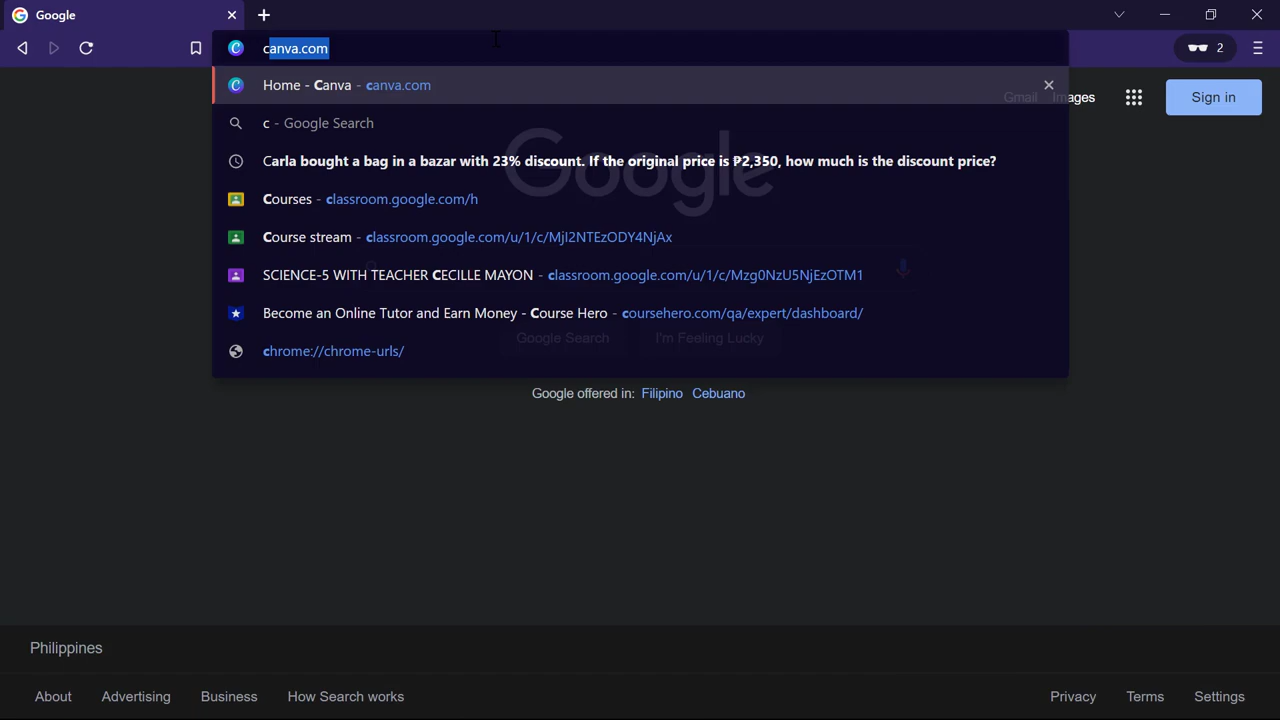 Google
2
canva.com
Home - Canva - canva.com
Gmail Images
Sign in
c - Google Search
Carla bought a bag in a bazar with 23% discount. If the original price is ₱2,350, how much is the discount price?
Google
Courses - classroom.google.com/h
Course stream - classroom.google.com/u/1/c/MjI2NTEzODY4NjAx
SCIENCE-5 WITH TEACHER CECILLE MAYON - classroom.google.com/u/1/c/Mzg0NzU5NjEzOTM1
Become an Online Tutor and Earn Money - Course Hero - coursehero.com/qa/expert/dashboard/
Google Search I'm Feeling Lucky
chrome://chrome-urls/
Google offered in: Filipino Cebuano
Philippines
About Advertising Business How Search works Privacy Terms Settings